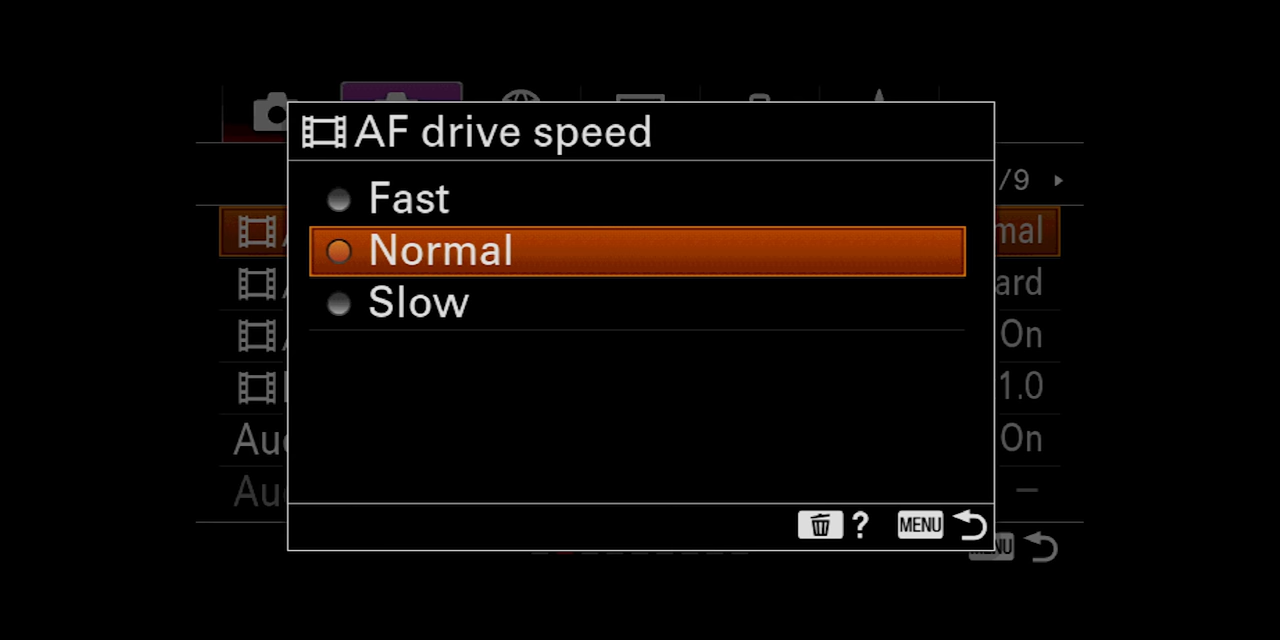 /9
AF drive speed
Fast
Normal
Slow
mal
ard
On
1.0
Au
On
Au
–
? MENU